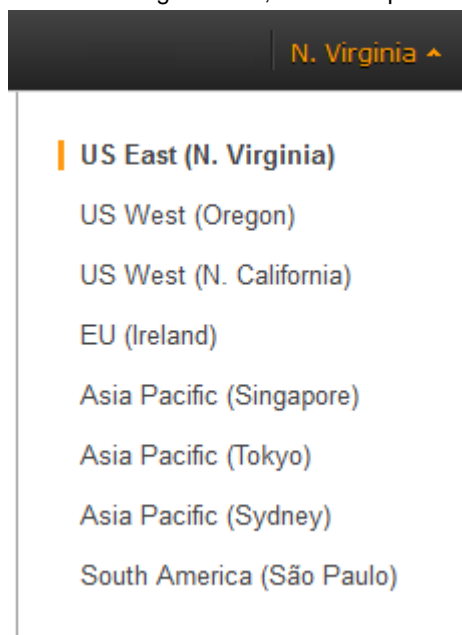 N. Virginia
US East (N. Virginia)
US West (Oregon)
US West (N. California)
EU (Ireland)
Asia Pacific (Singapore)
Asia Pacific (Tokyo)
Asia Pacific (Sydney)
South America (São Paulo)